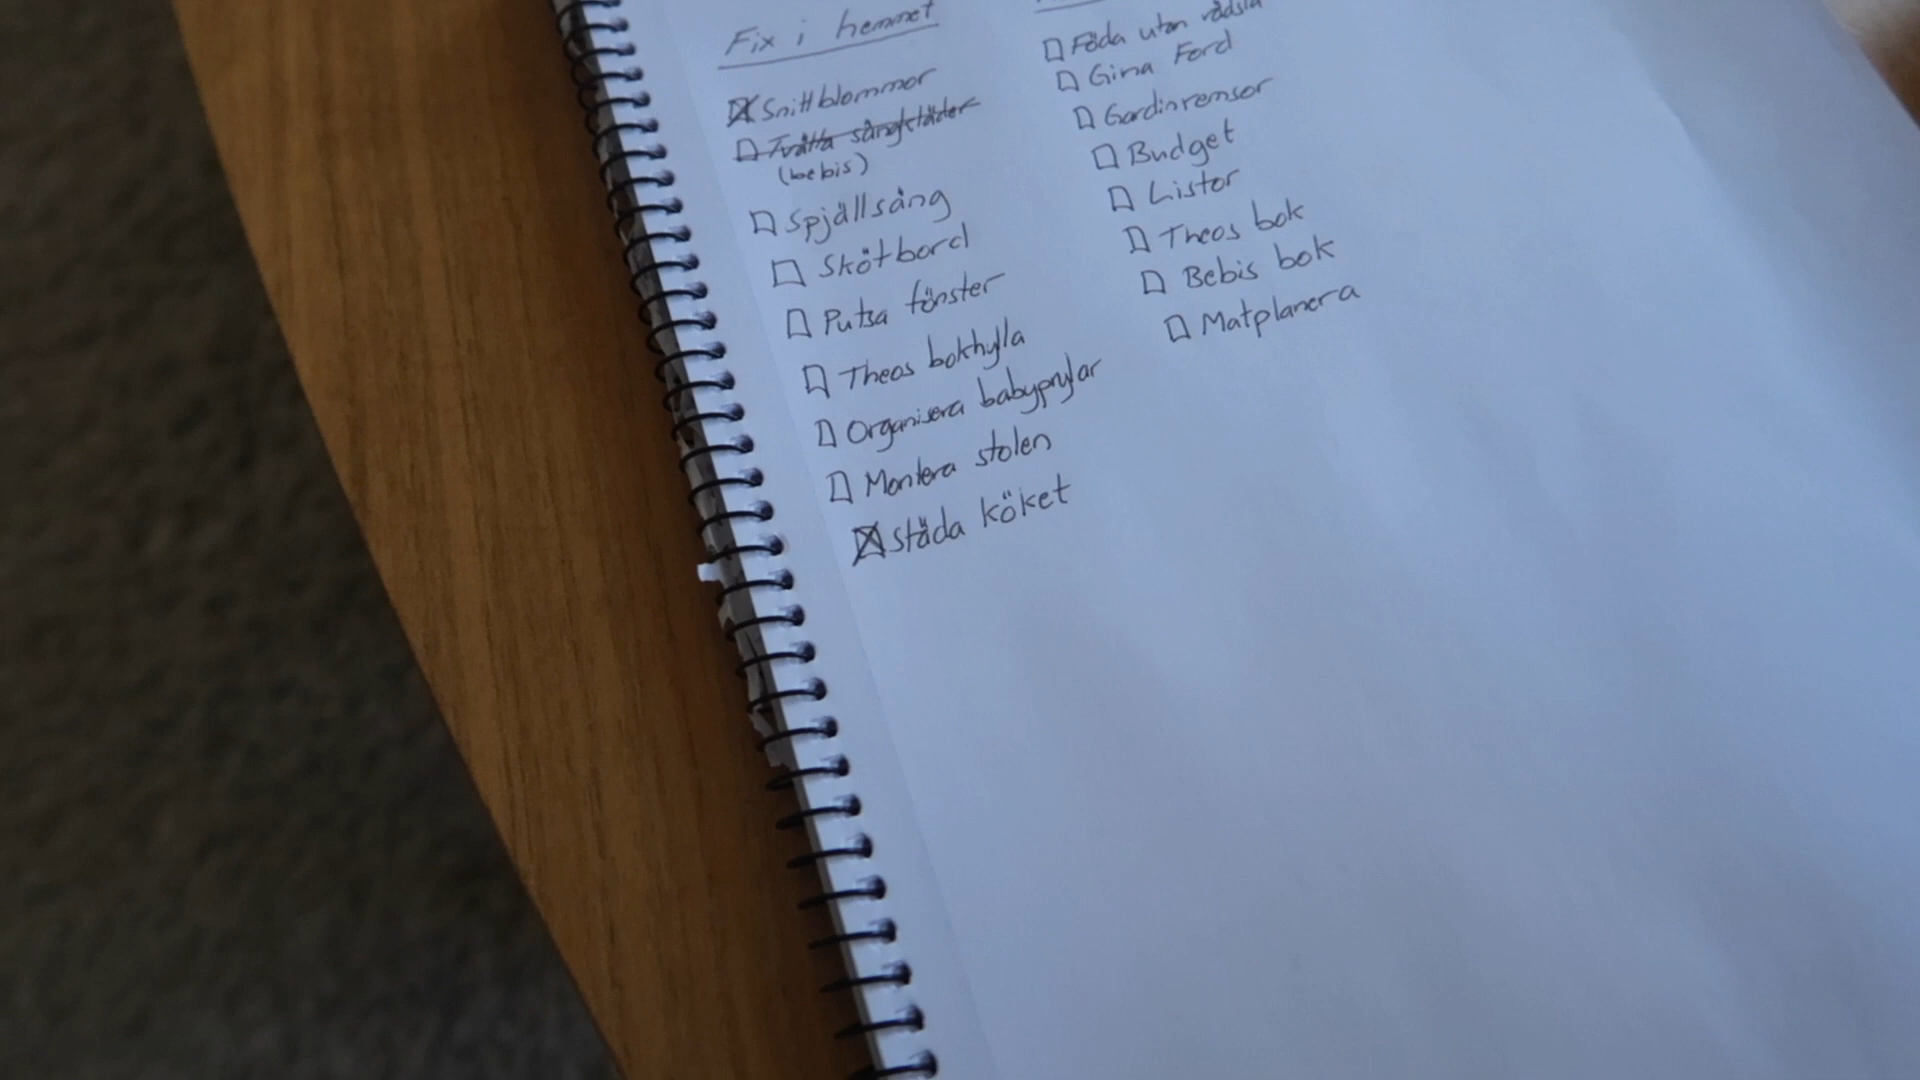 Fix i hemmet
Snittblommor
Tvätta sängkläder
(bebis)
Spjällsäng
Skötbord
Putsa fönster
Theos bokhylla
Organisera babyprylar
Montera stolen
städa köket
Föda utan rädsla
Gina Ford
Gardinremsor
Budget
Listor
Theos bok
Bebis bok
Matplanera